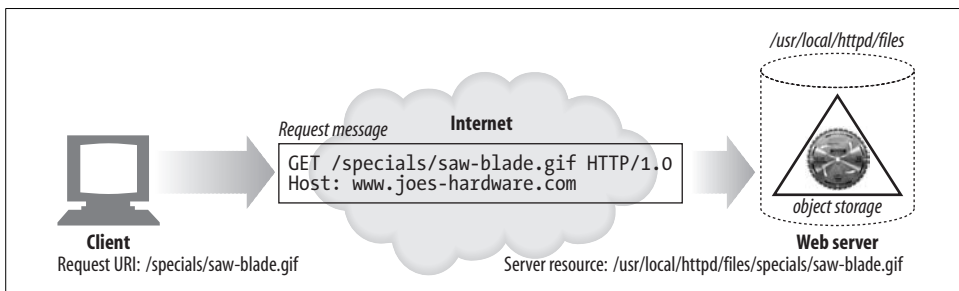 /usr/local/httpd/files
Internet
Request message
GET /specials/saw-blade.gif HTTP/1.0
Host: www.joes-hardware.com
object storage
Client
Web server
Request URI: /specials/saw-blade.gif
Server resource: /usr/local/httpd/files/specials/saw-blade.gif